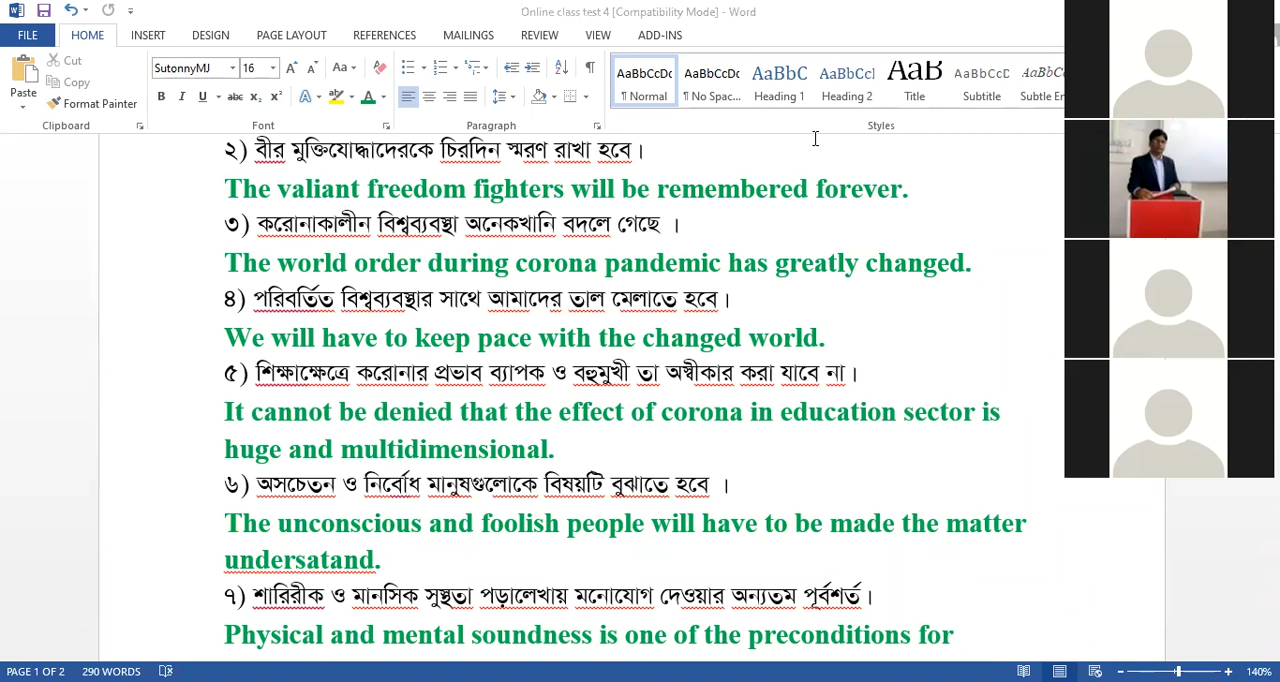 Online class test 4 [Compatibility Mode] - Word
FILE HOME INSERT DESIGN PAGE LAYOUT REFERENCES MAILINGS REVIEW VIEW ADD-INS
Cut
Copy
Format Painter
Paste
SutonnyMJ 16
AaBbCcDc AaBbCcDc AaBbC AaBbCcI AaB AaBbCcD AaBbC
¶ Normal ¶ No Spac... Heading 1 Heading 2 Title Subtitle Subtle En
Clipboard Font Paragraph Styles
২) বীর মুক্তিযোদ্ধাদেরকে চিরদিন স্মরণ রাখা হবে।
The valiant freedom fighters will be remembered forever.
৩) করোনাকালীন বিশ্বব্যবস্থা অনেকখানি বদলে গেছে ।
The world order during corona pandemic has greatly changed.
৪) পরিবর্তিত বিশ্বব্যবস্থার সাথে আমাদের তাল মেলাতে হবে।
We will have to keep pace with the changed world.
৫) শিক্ষাক্ষেত্রে করোনার প্রভাব ব্যাপক ও বহুমুখী তা অস্বীকার করা যাবে না।
It cannot be denied that the effect of corona in education sector is
huge and multidimensional.
৬) অসচেতন ও নির্বোধ মানুষগুলোকে বিষয়টি বুঝাতে হবে ।
The unconscious and foolish people will have to be made the matter
undersatand.
৭) শারিরীক ও মানসিক সুস্থতা পড়ালেখায় মনোযোগ দেওয়ার অন্যতম পূর্বশর্ত।
Physical and mental soundness is one of the preconditions for
PAGE 1 OF 2 290 WORDS 140%